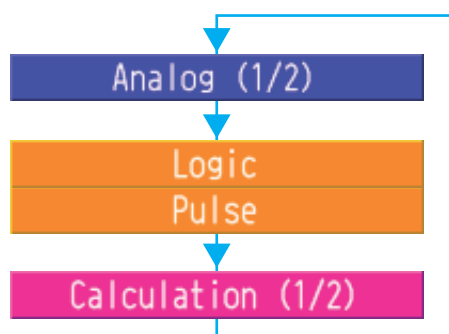 Analog (1/2)
Logic
Pulse
Calculation (1/2)